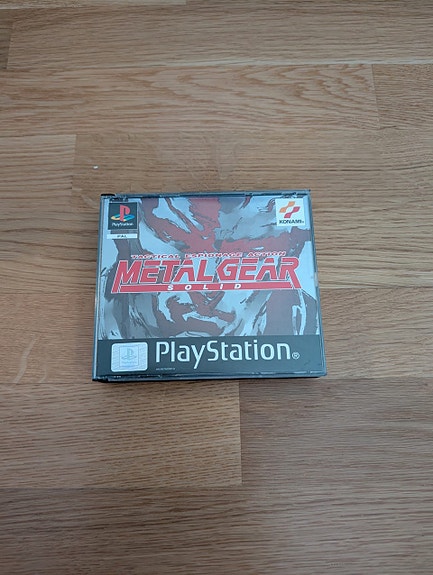 PlayStation
PAL
KONAMI
TACTICAL ESPIONAGE ACTION
METAL GEAR
SOLID
PlayStation®